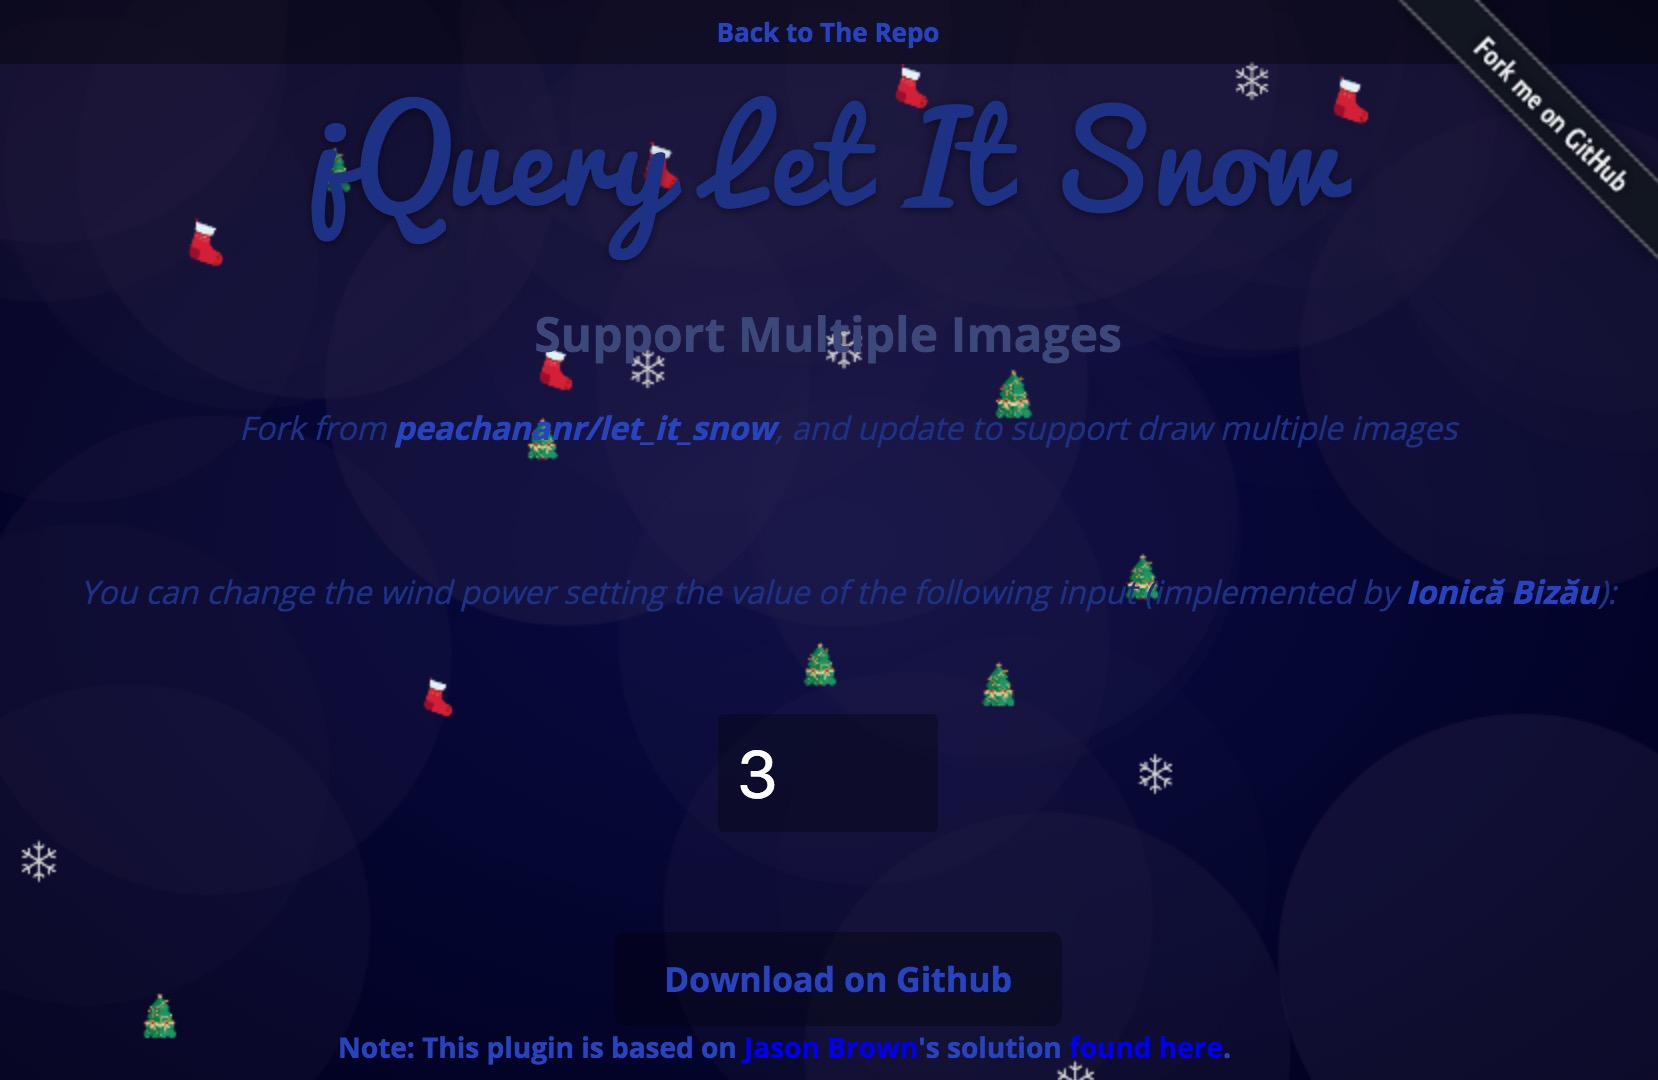 Back to The Repo
Fork me on GitHub
jQuery Let It Snow
Support Multiple Images
Fork from peachananr/let_it_snow, and update to support draw multiple images
You can change the wind power setting the value of the following input (implemented by Ionică Bizău):
3
Download on Github
Note: This plugin is based on Jason Brown's solution found here.